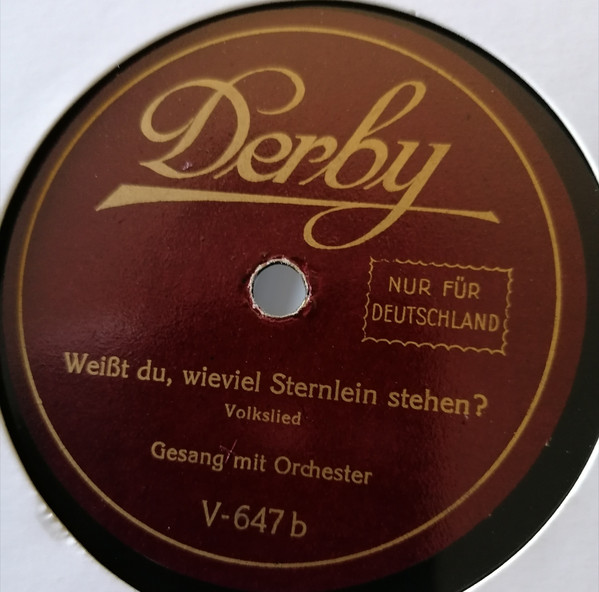 Derby
NUR FÜR
DEUTSCHLAND
Weißt du, wieviel Sternlein stehen?
Volkslied
Gesang mit Orchester
V-647 b